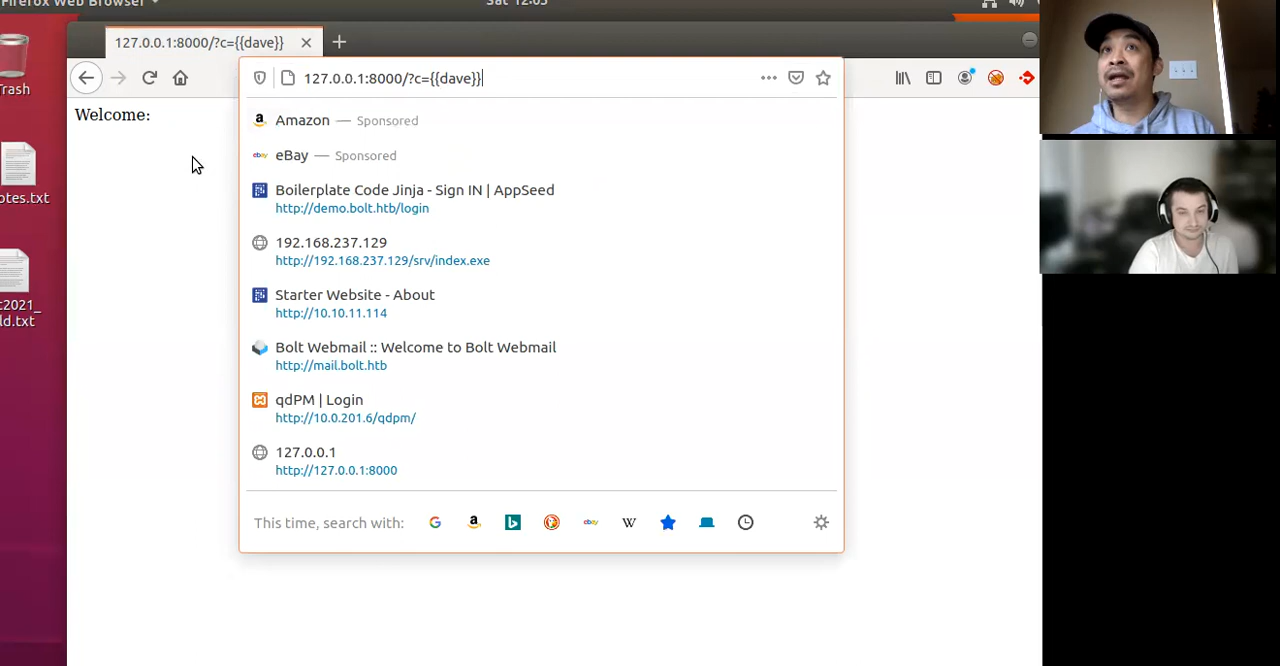 Firefox Web Browser
Sat 12:05
Trash
otes.txt
t2021_
ld.txt
127.0.0.1:8000/?c={{dave}}
127.0.0.1:8000/?c={{dave}}
Welcome:
Amazon — Sponsored
eBay — Sponsored
Boilerplate Code Jinja - Sign IN | AppSeed
http://demo.bolt.htb/login
192.168.237.129
http://192.168.237.129/srv/index.exe
Starter Website - About
http://10.10.11.114
Bolt Webmail :: Welcome to Bolt Webmail
http://mail.bolt.htb
qdPM | Login
http://10.0.201.6/qdpm/
127.0.0.1
http://127.0.0.1:8000
This time, search with: